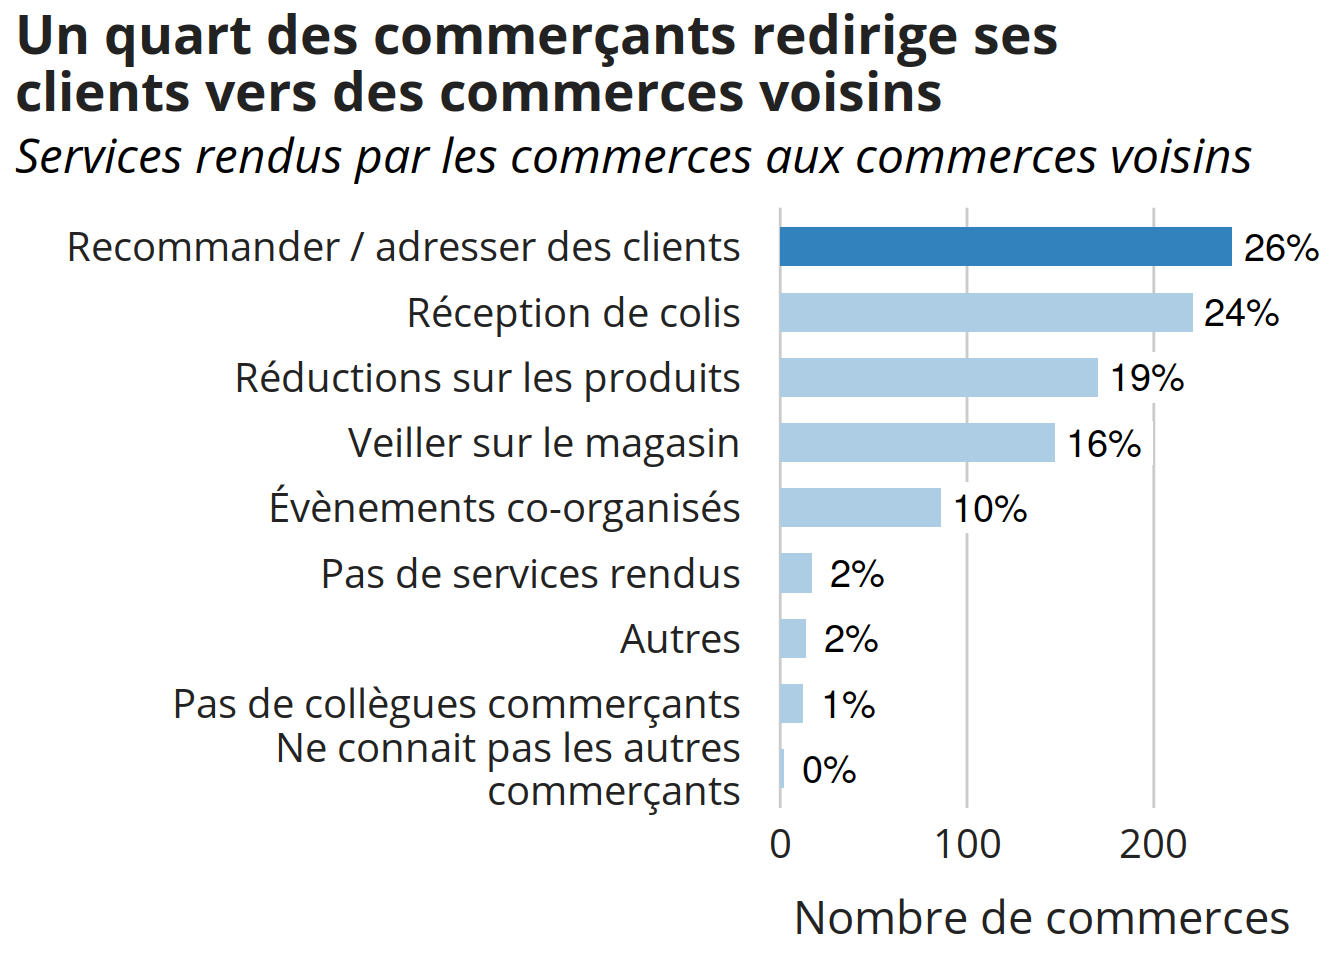 Un quart des commerçants redirige ses
clients vers des commerces voisins
Services rendus par les commerces aux commerces voisins
Recommander / adresser des clients 26%
Réception de colis 24%
Réductions sur les produits 19%
Veiller sur le magasin 16%
Évènements co-organisés 10%
Pas de services rendus 2%
Autres 2%
Pas de collègues commerçants 1%
Ne connait pas les autres
commerçants 0%
0 100 200
Nombre de commerces